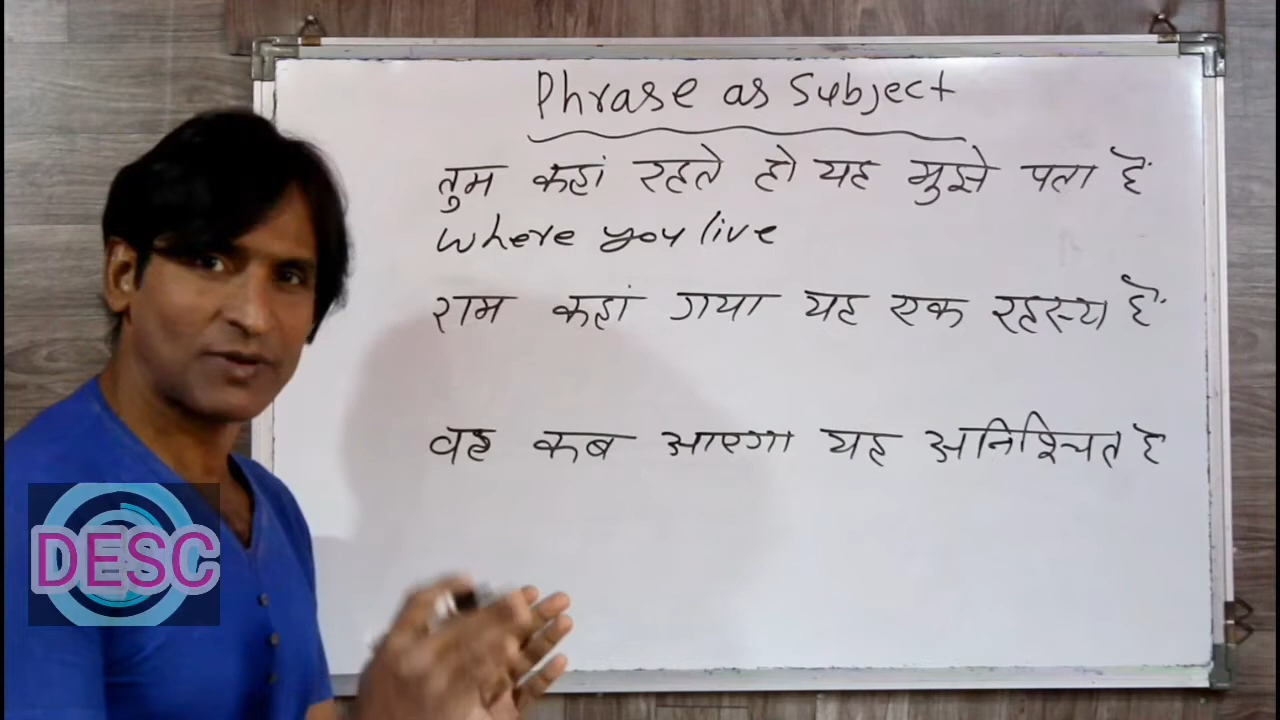 Phrase as Subject
तुम कहां रहते हो यह मुझे पता है
Where you live
राम कहां गया यह एक रहस्य है
वह कब आएगा यह अनिश्चित है
DESC